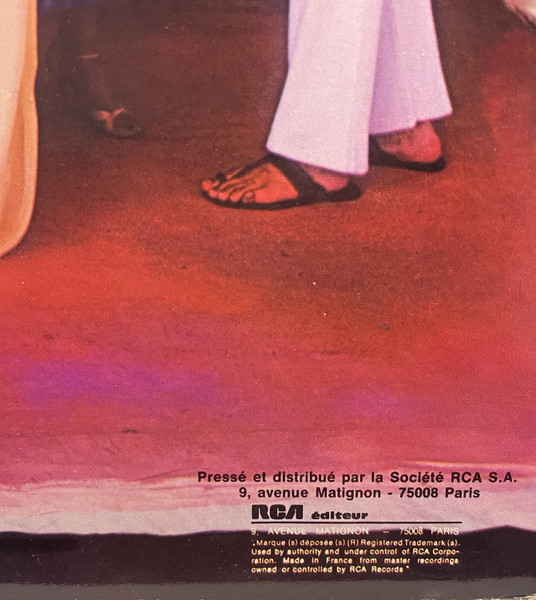 Pressé et distribué par la Société RCA S.A.
9, avenue Matignon - 75008 Paris
RCA éditeur
9, AVENUE MATIGNON – 75008 PARIS
"Marque (s) déposée (s) (R) Registered Trademark (s).
Used by authority and under control of RCA Corpo-
ration. Made in France from master recordings
owned or controlled by RCA Records"